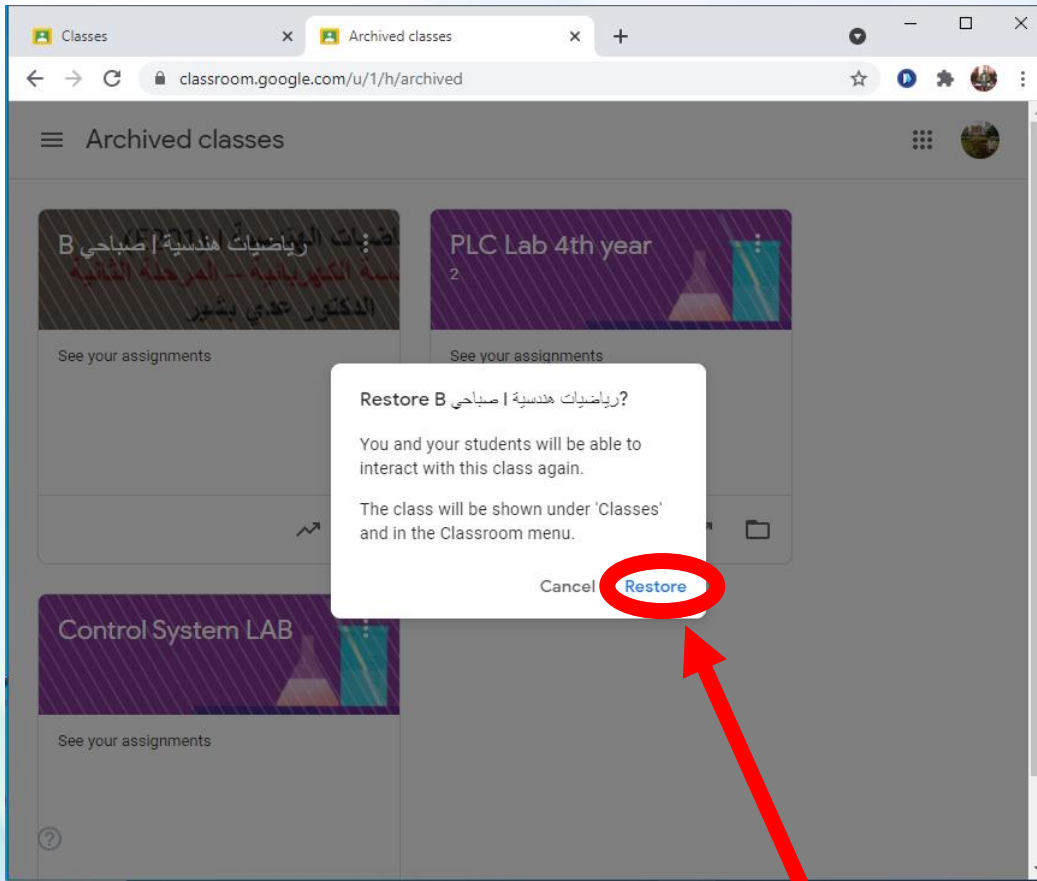 Classes
Archived classes
classroom.google.com/u/1/h/archived
Archived classes
رياضيات هندسية I صباحي B
الدكتور عدي بشير
See your assignments
PLC Lab 4th year
2
See your assignments
Restore رياضيات هندسية I صباحي B?
You and your students will be able to
interact with this class again.
The class will be shown under 'Classes'
and in the Classroom menu.
Cancel Restore
Control System LAB
See your assignments